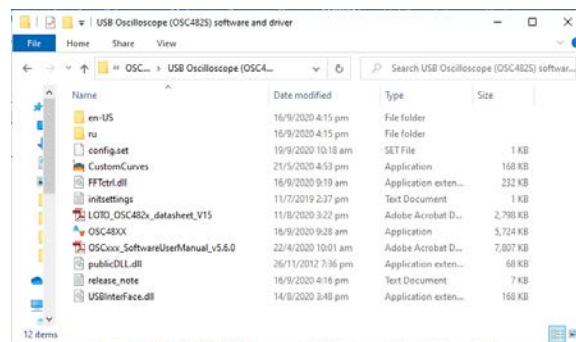 USB Oscilloscope (OSC482S) software and driver
File Home Share View
« OSC... › USB Oscilloscope (OSC4... Search USB Oscilloscope (OSC482S) softwar...
Name Date modified Type Size
en-US 16/9/2020 4:15 pm File folder
ru 16/9/2020 4:15 pm File folder
config.set 19/9/2020 10:18 am SET File 1 KB
CustomCurves 21/5/2020 4:53 pm Application 168 KB
FFTctrl.dll 16/9/2020 9:19 am Application exten... 232 KB
initsettings 11/7/2019 2:37 pm Text Document 1 KB
LOTO_OSC482x_datasheet_V15 11/8/2020 3:22 pm Adobe Acrobat D... 2,798 KB
OSC48XX 16/9/2020 9:28 am Application 5,724 KB
OSCxxx_SoftwareUserManual_v5.6.0 22/4/2020 10:01 am Adobe Acrobat D... 7,807 KB
publicDLL.dll 26/11/2012 7:36 pm Application exten... 68 KB
release_note 16/9/2020 4:16 pm Text Document 7 KB
USBInterFace.dll 14/8/2020 3:48 pm Application exten... 168 KB
12 items